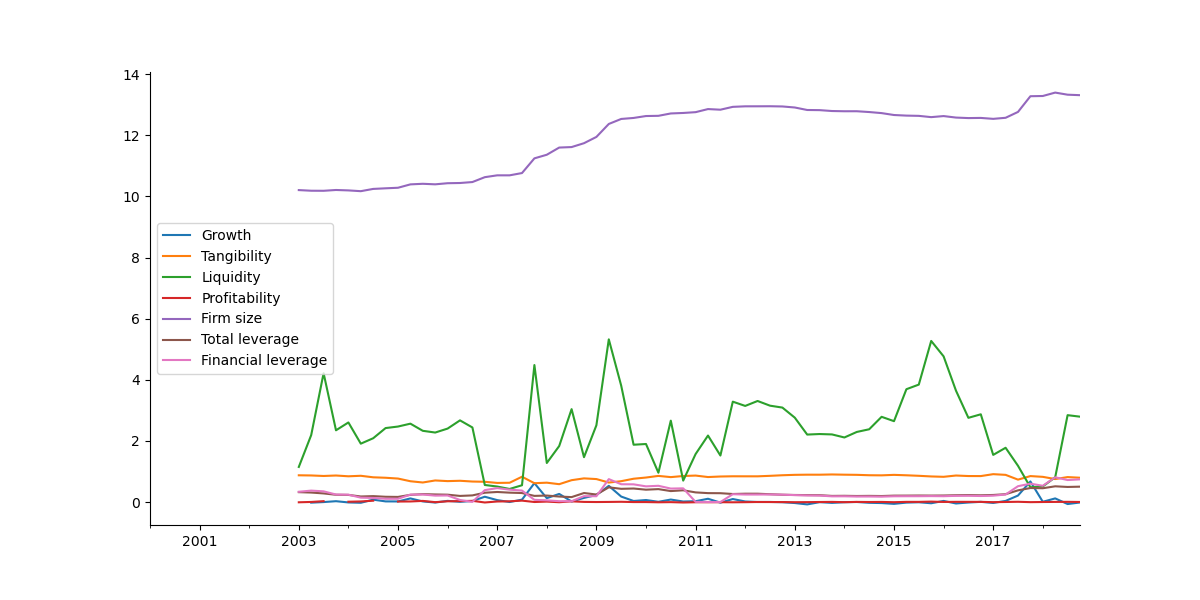 14
12
10
8
6
4
2
0
Growth
Tangibility
Liquidity
Profitability
Firm size
Total leverage
Financial leverage
2001 2003 2005 2007 2009 2011 2013 2015 2017